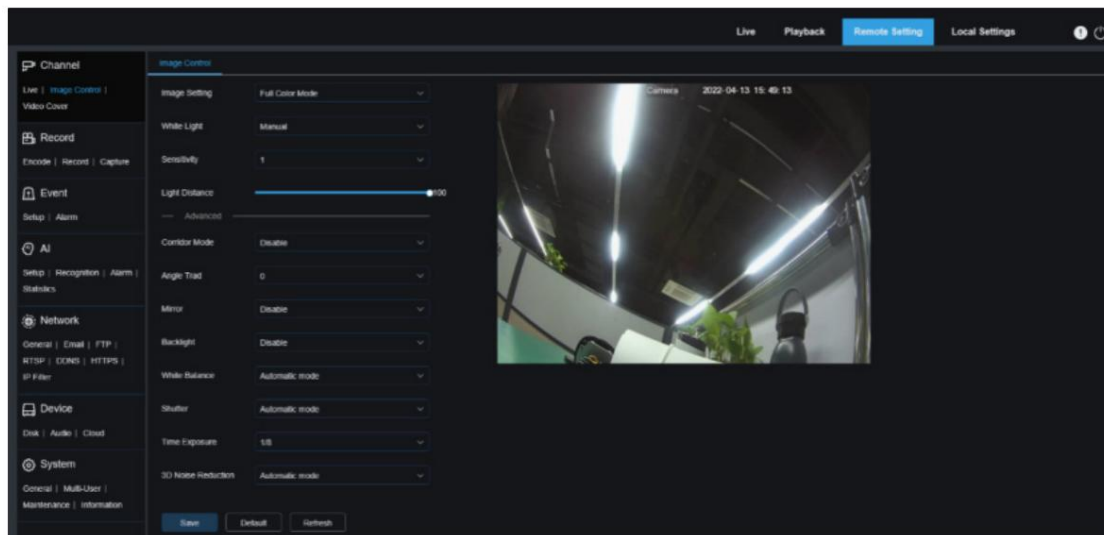 Live Playback Remote Setting Local Settings
Channel
Live | Image Control |
Video Cover
Record
Encode | Record | Capture
Event
Setup | Alarm
AI
Setup | Recognition | Alarm |
Statistics
Network
General | Email | FTP |
RTSP | DDNS | HTTPS |
IP Filter
Device
Disk | Audio | Cloud
System
General | Multi-User |
Maintenance | Information
Image Control
Image Setting Full Color Mode
White Light Manual
Sensitivity 1
Light Distance 100
Advanced
Corridor Mode Disable
Angle Trad 0
Mirror Disable
Backlight Disable
White Balance Automatic mode
Shutter Automatic mode
Time Exposure 1/8
3D Noise Reduction Automatic mode
Save Default Refresh
Camera 2022-04-13 15:49:13